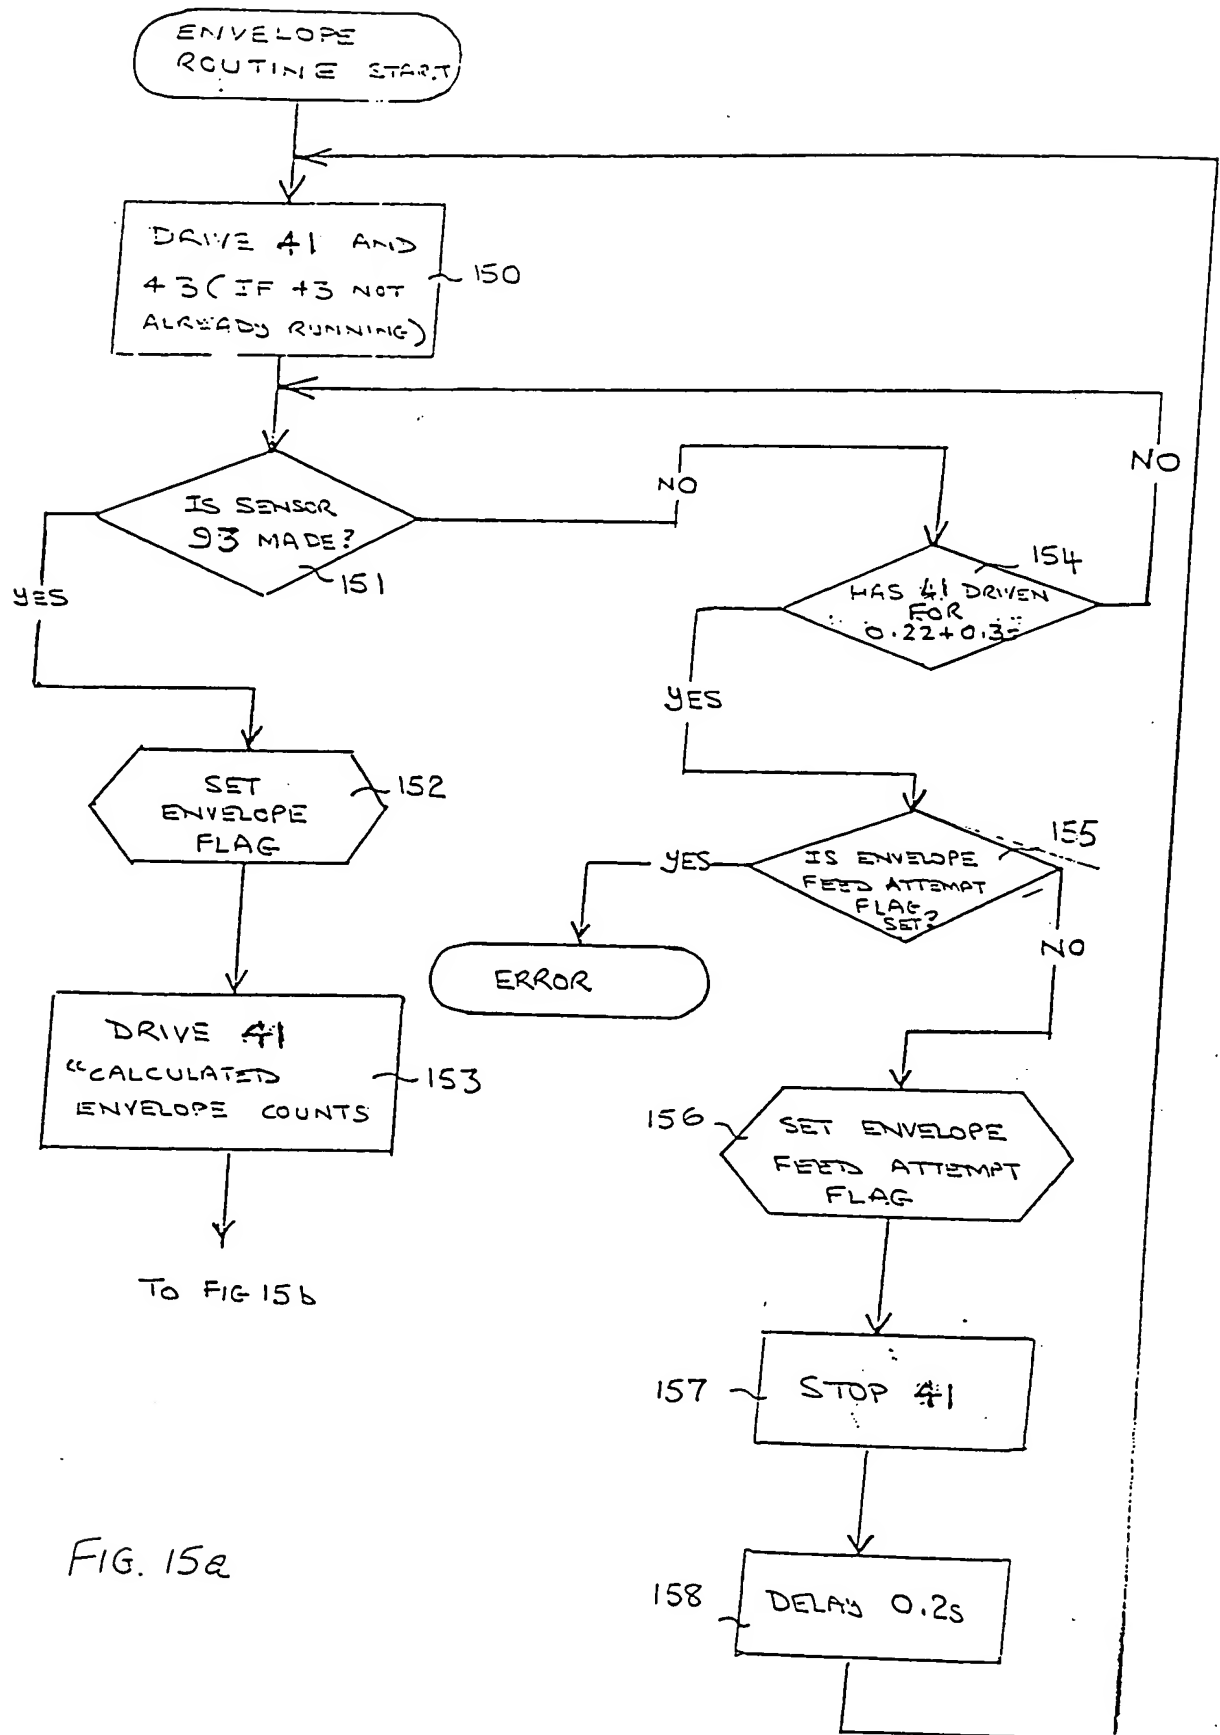 ENVELOPE
ROUTINE START
DRIVE 41 AND
43 (IF 43 NOT
ALREADY RUNNING)
150
IS SENSOR
93 MADE?
151
NO
NO
154
HAS 41 DRIVEN
FOR
0.22+0.3
YES
YES
SET
ENVELOPE
FLAG
152
155
IS ENVELOPE
FEED ATTEMPT
FLAG
SET?
YES
NO
ERROR
DRIVE 41
“CALCULATED
ENVELOPE COUNTS
153
156
SET ENVELOPE
FEED ATTEMPT
FLAG
TO FIG 15b
157
STOP 41
158
DELAY 0.2s
FIG. 15a